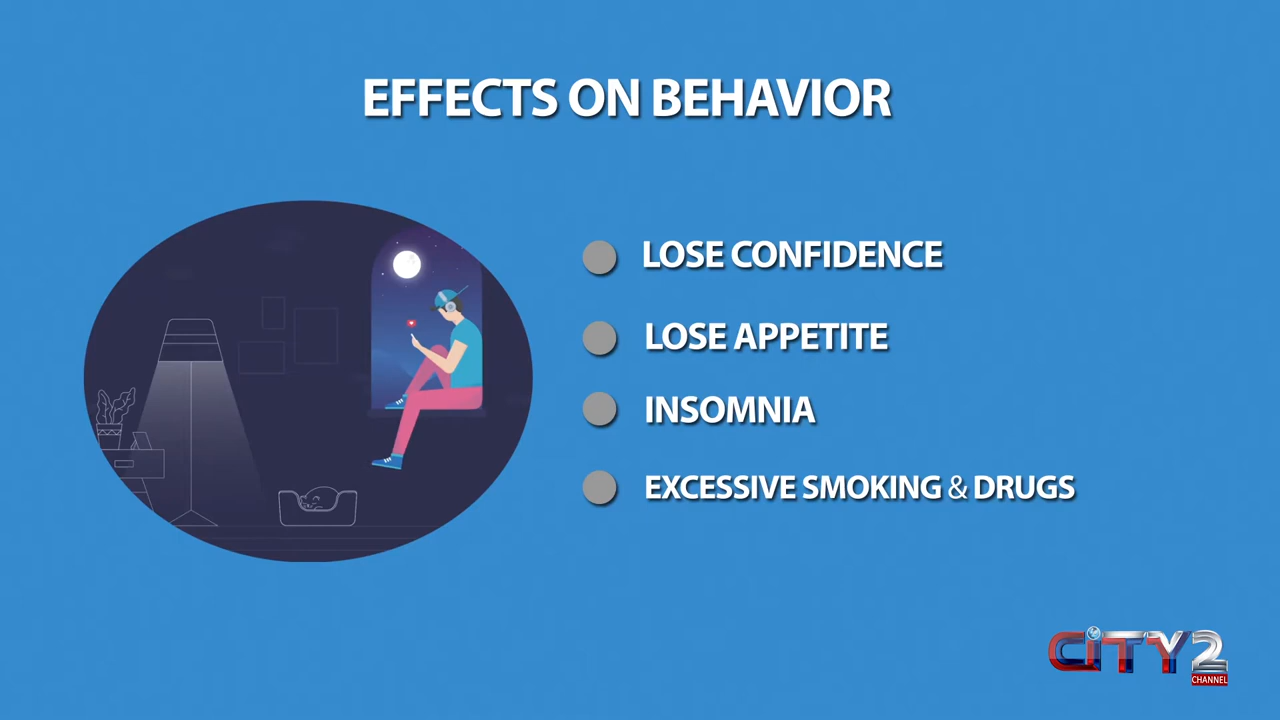 EFFECTS ON BEHAVIOR
LOSE CONFIDENCE
LOSE APPETITE
INSOMNIA
EXCESSIVE SMOKING & DRUGS
CiTY 2
CHANNEL